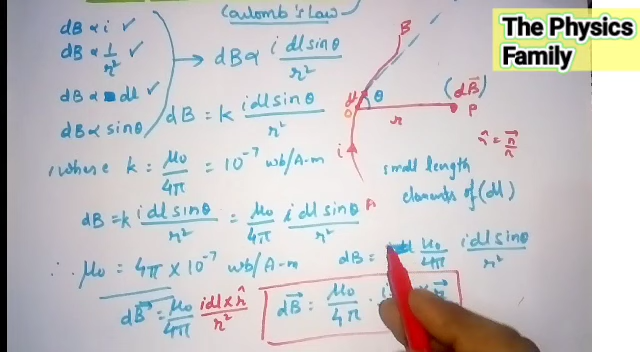 Coulomb's Law
The Physics
Family
dB ∝ i ✓
dB ∝ 1/r² ✓
dB ∝ dl ✓
dB ∝ sinθ
→ dB ∝ i dl sinθ / r²
dB = k i dl sinθ / r²
B
dl θ
O
r
(dB⃗)
P
i
r̂ = r⃗/r
where k = μ₀/4π = 10⁻⁷ wb/A-m
small length
elements of (dl)
dB = k i dl sinθ / r² = μ₀/4π i dl sinθ / r² A
∴ μ₀ = 4π × 10⁻⁷ wb/A-m
dB = μ₀/4π i dl sinθ / r²
dB⃗ = μ₀/4π i dl × r̂ / r²
dB⃗ = μ₀/4π · i × r⃗